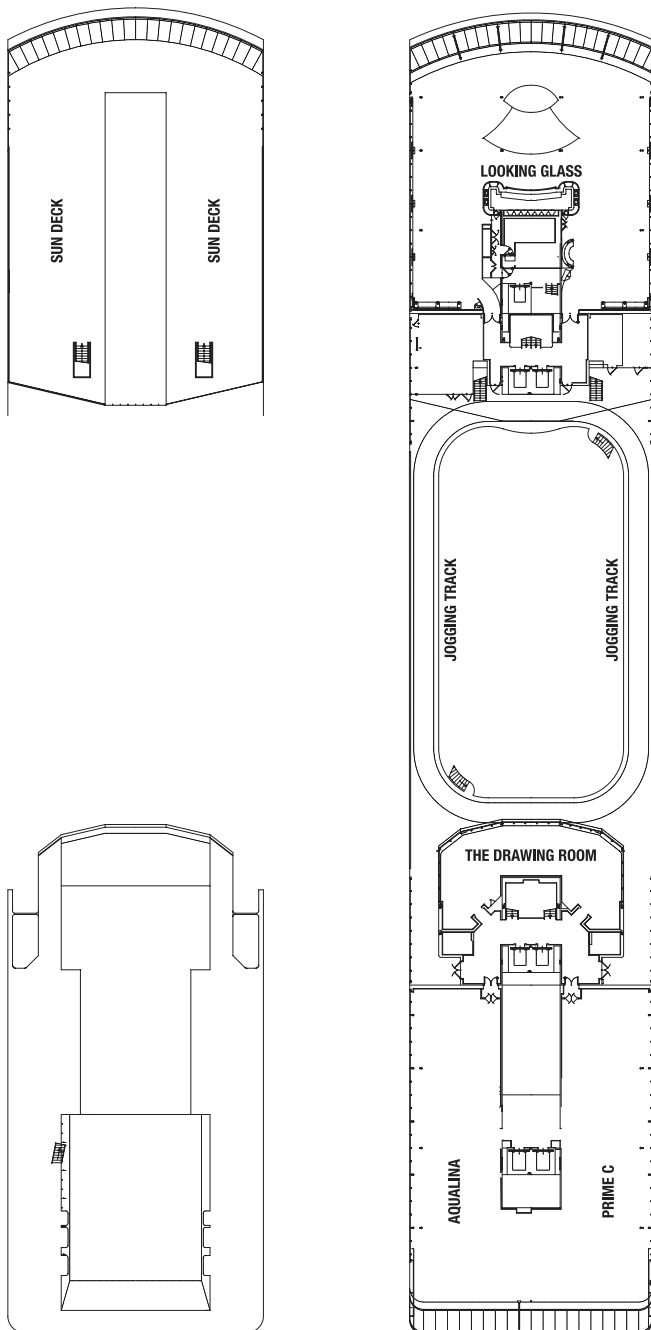 SUN DECK
SUN DECK
LOOKING GLASS
JOGGING TRACK
JOGGING TRACK
THE DRAWING ROOM
AQUALINA
PRIME C